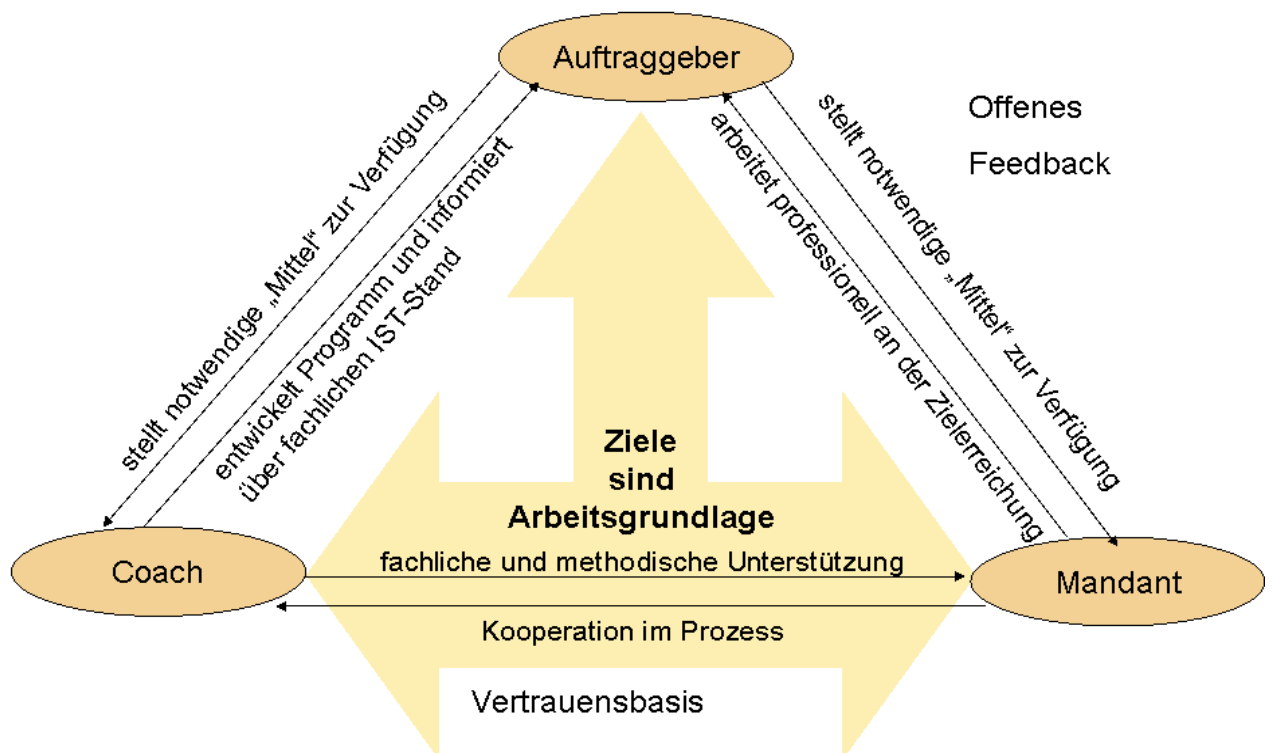 Auftraggeber
Offenes
Feedback
stellt notwendige „Mittel“ zur Verfügung
entwickelt Programm und informiert
über fachlichen IST-Stand
arbeitet professionell an der Zielerreichung
stellt notwendige „Mittel“ zur Verfügung
Ziele
sind
Arbeitsgrundlage
fachliche und methodische Unterstützung
Coach
Mandant
Kooperation im Prozess
Vertrauensbasis